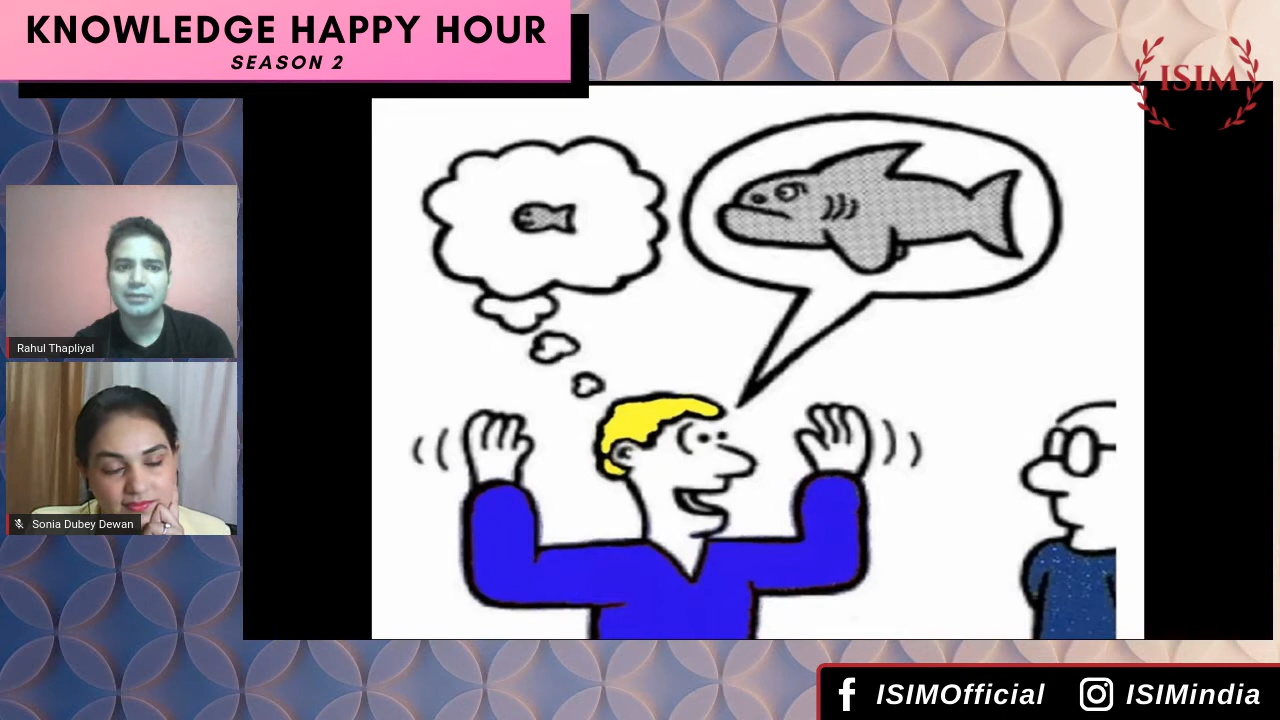 KNOWLEDGE HAPPY HOUR
SEASON 2
ISIM
Rahul Thapliyal
Sonia Dubey Dewan
ISIMOfficial
ISIMindia